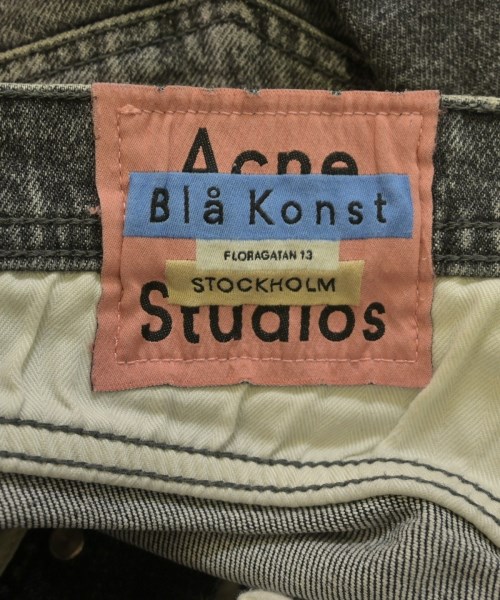 Acne
Blå Konst
FLORAGATAN 13
STOCKHOLM
Studios